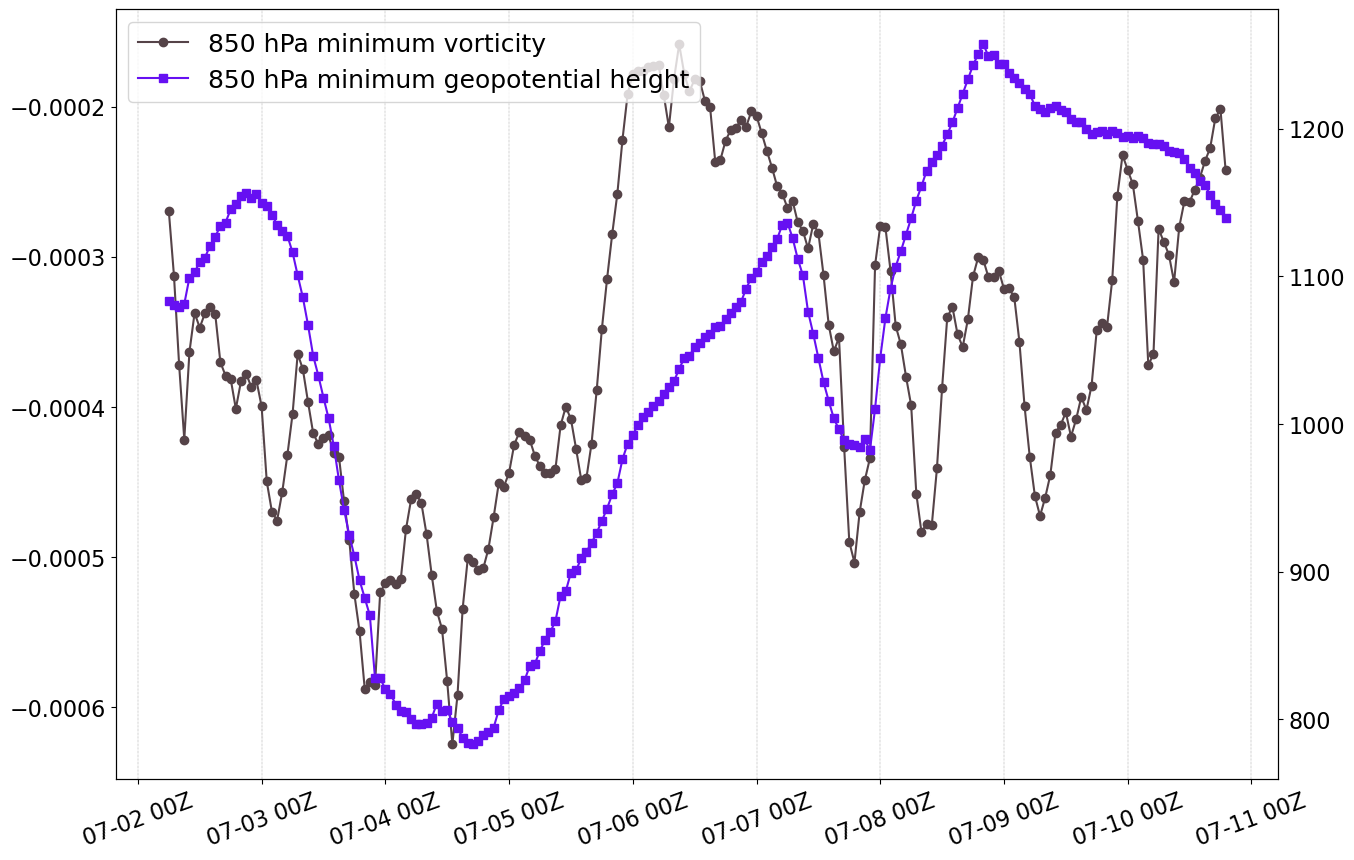 850 hPa minimum vorticity
850 hPa minimum geopotential height
−0.0002
−0.0003
−0.0004
−0.0005
−0.0006
1200
1100
1000
900
800
07-02 00Z
07-03 00Z
07-04 00Z
07-05 00Z
07-06 00Z
07-07 00Z
07-08 00Z
07-09 00Z
07-10 00Z
07-11 00Z